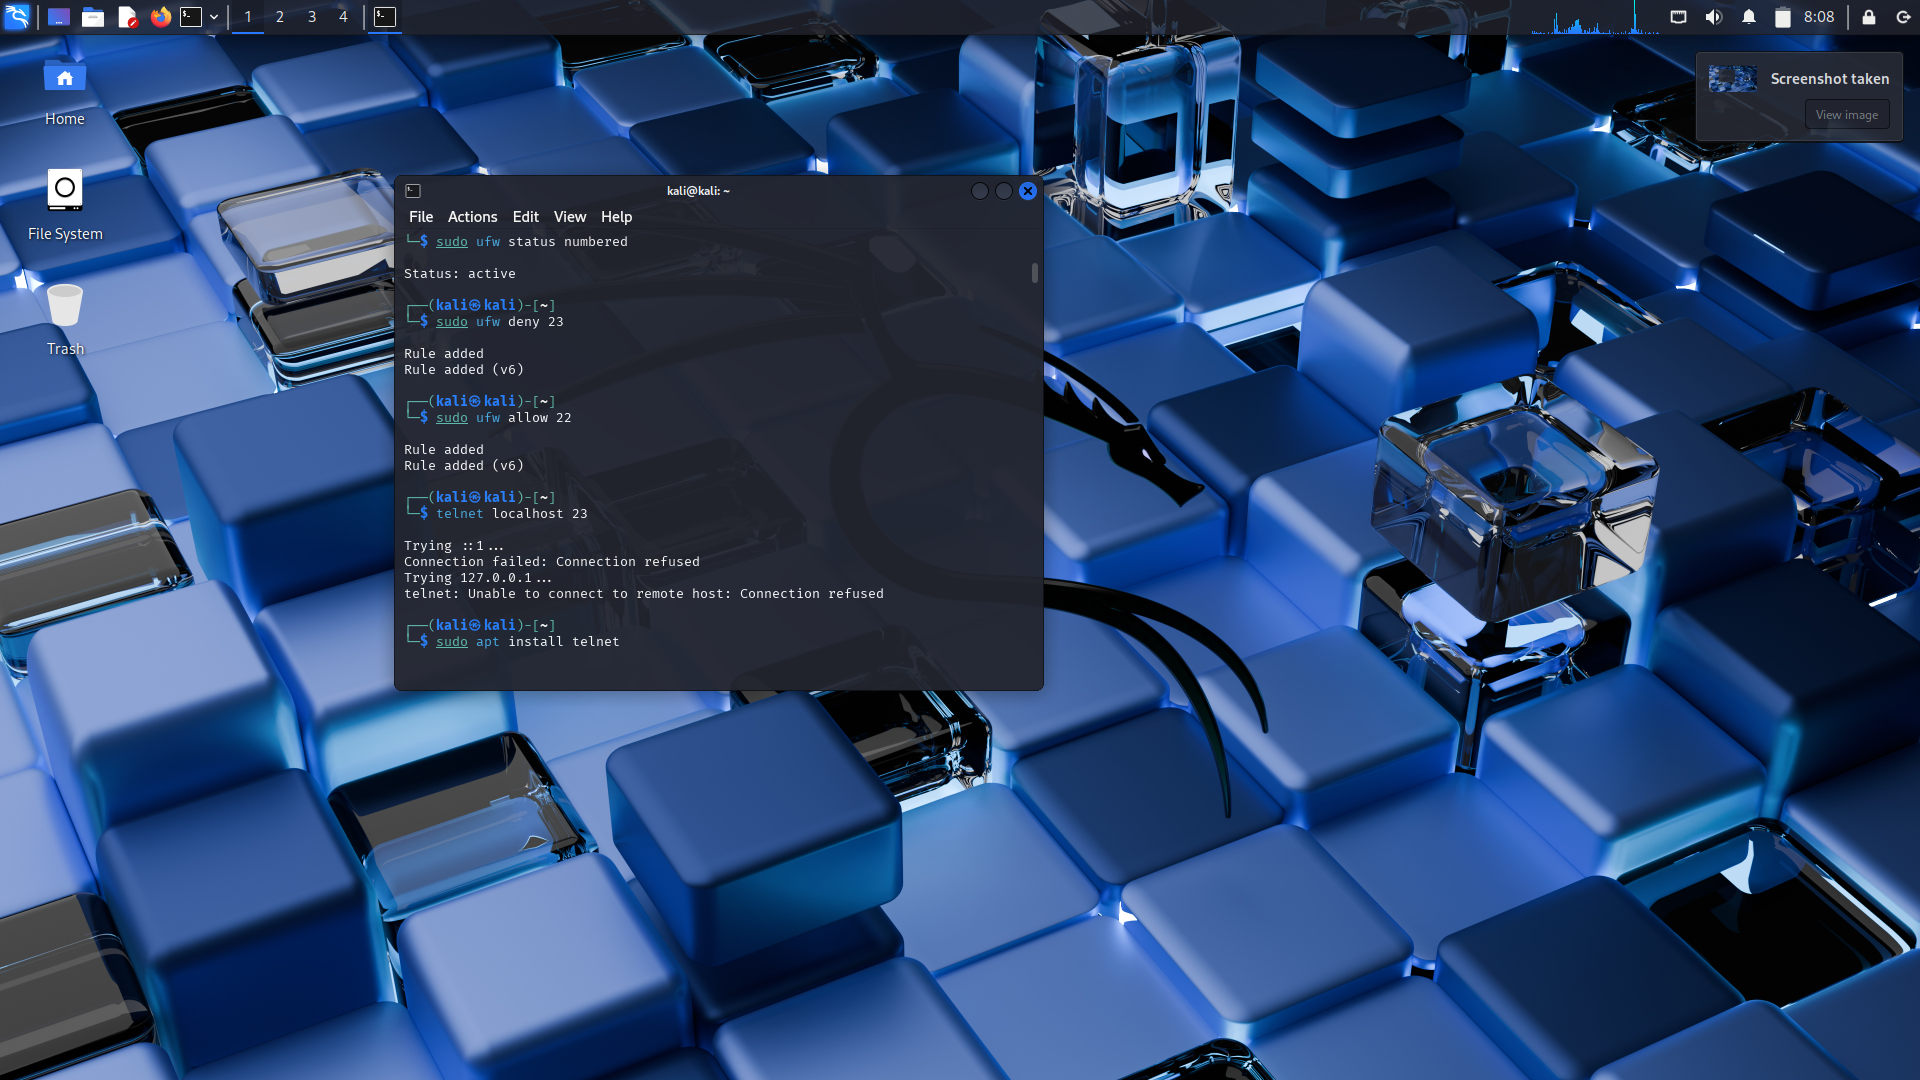 1 2 3 4
8:08
Screenshot taken
View image
Home
File System
Trash
kali@kali: ~
File Actions Edit View Help
└─$ sudo ufw status numbered
Status: active
┌──(kali㉿kali)-[~]
└─$ sudo ufw deny 23
Rule added
Rule added (v6)
┌──(kali㉿kali)-[~]
└─$ sudo ufw allow 22
Rule added
Rule added (v6)
┌──(kali㉿kali)-[~]
└─$ telnet localhost 23
Trying ::1...
Connection failed: Connection refused
Trying 127.0.0.1...
telnet: Unable to connect to remote host: Connection refused
┌──(kali㉿kali)-[~]
└─$ sudo apt install telnet